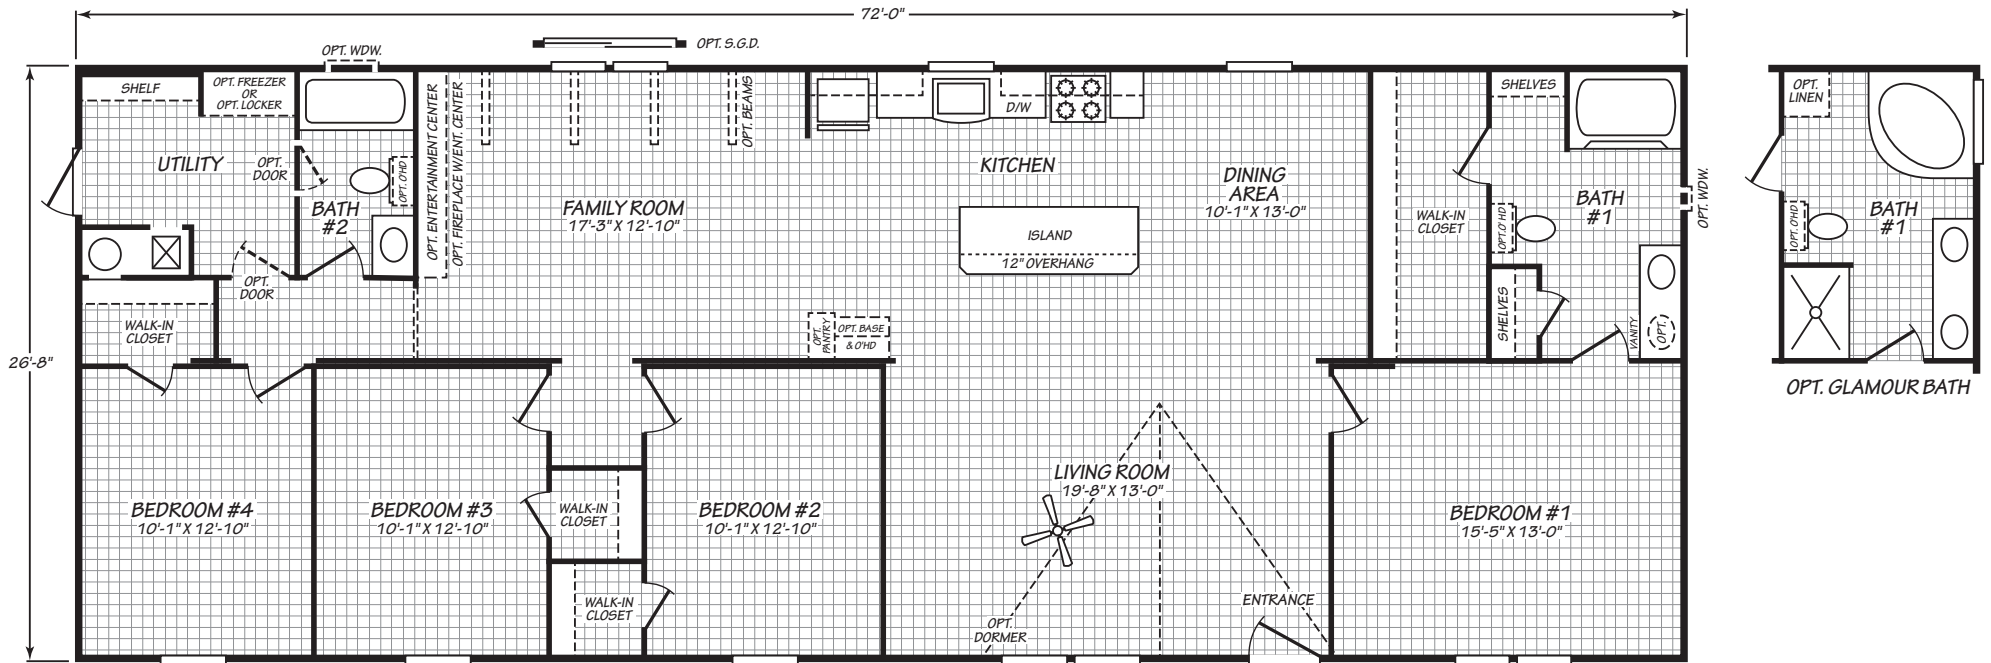 72'-0"
OPT. S.G.D.
OPT. WDW.
SHELF
OPT. FREEZER
OR
OPT. LOCKER
UTILITY
OPT.
DOOR
BATH
#2
OPT. O'HD
OPT. ENTERTAINMENT CENTER
OPT. FIREPLACE W/ENT. CENTER
OPT. BEAMS
FAMILY ROOM
17'-3" X 12'-10"
D/W
KITCHEN
ISLAND
12" OVERHANG
DINING
AREA
10'-1" X 13'-0"
WALK-IN
CLOSET
SHELVES
OPT. O'HD
BATH
#1
OPT. WDW.
SHELVES
VANITY
OPT.
OPT.
DOOR
WALK-IN
CLOSET
OPT.
PANTRY
OPT. BASE
& O'HD
26'-8"
BEDROOM #4
10'-1" X 12'-10"
BEDROOM #3
10'-1" X 12'-10"
WALK-IN
CLOSET
WALK-IN
CLOSET
BEDROOM #2
10'-1" X 12'-10"
LIVING ROOM
19'-8" X 13'-0"
OPT.
DORMER
ENTRANCE
BEDROOM #1
15'-5" X 13'-0"
OPT.
LINEN
OPT. O'HD
BATH
#1
OPT. GLAMOUR BATH